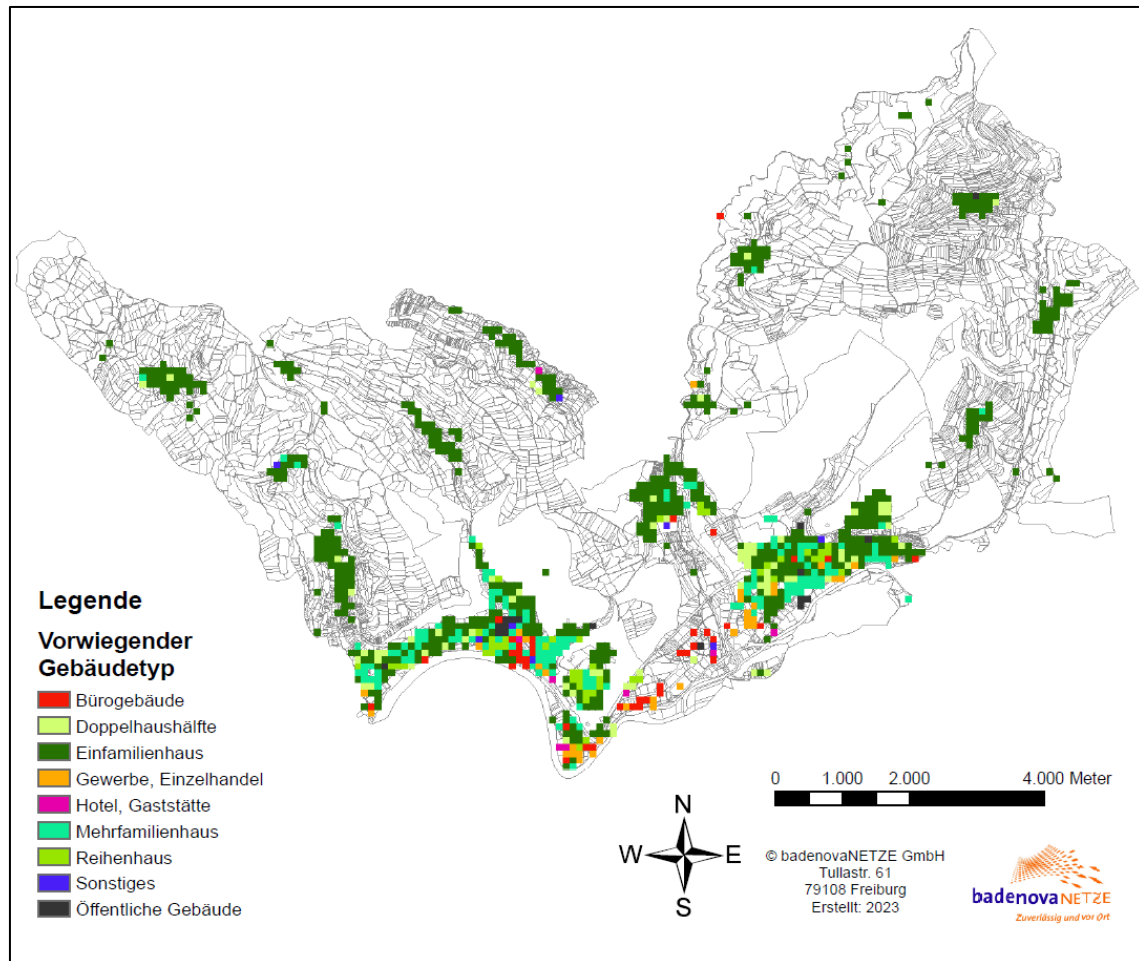 Legende
Vorwiegender
Gebäudetyp
Bürogebäude
Doppelhaushälfte
Einfamilienhaus
Gewerbe, Einzelhandel
Hotel, Gaststätte
Mehrfamilienhaus
Reihenhaus
Sonstiges
Öffentliche Gebäude
0 1.000 2.000 4.000 Meter
N
W E
S
© badenovaNETZE GmbH
Tullastr. 61
79108 Freiburg
Erstellt: 2023
badenovaNETZE
Zuverlässig und vor Ort